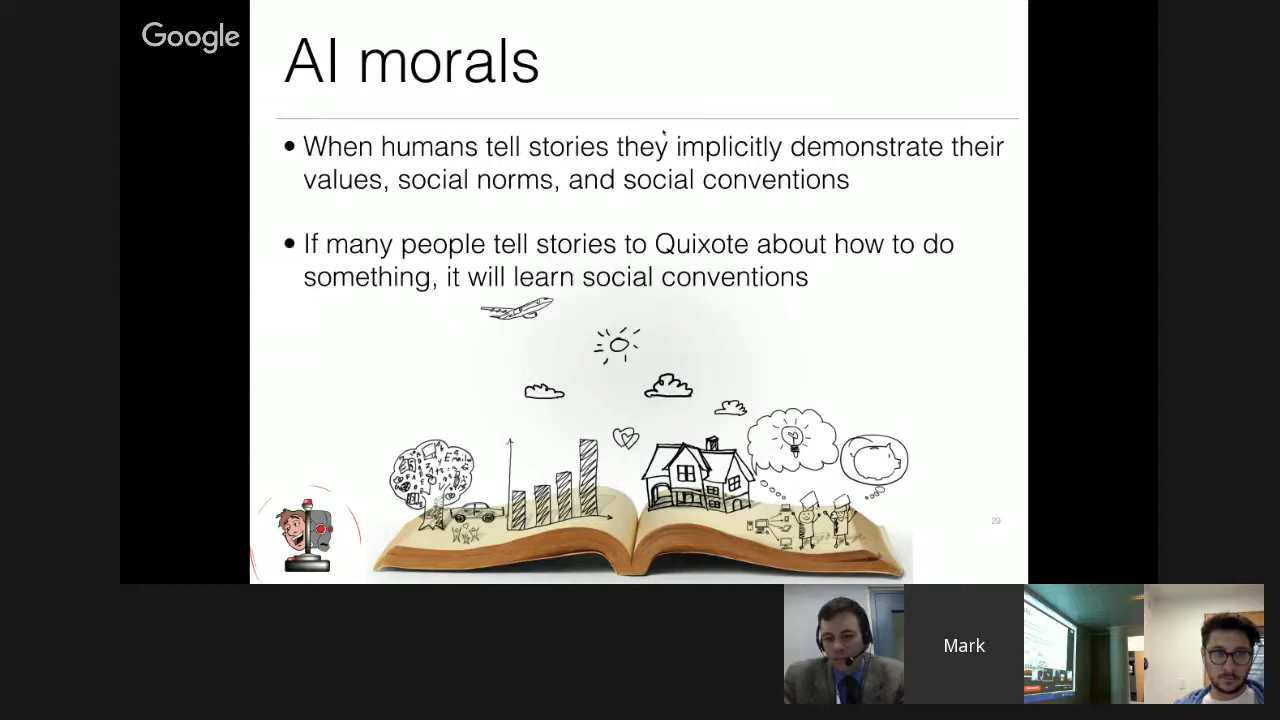 Google
AI morals
• When humans tell stories they implicitly demonstrate their
values, social norms, and social conventions
• If many people tell stories to Quixote about how to do
something, it will learn social conventions
29
Mark